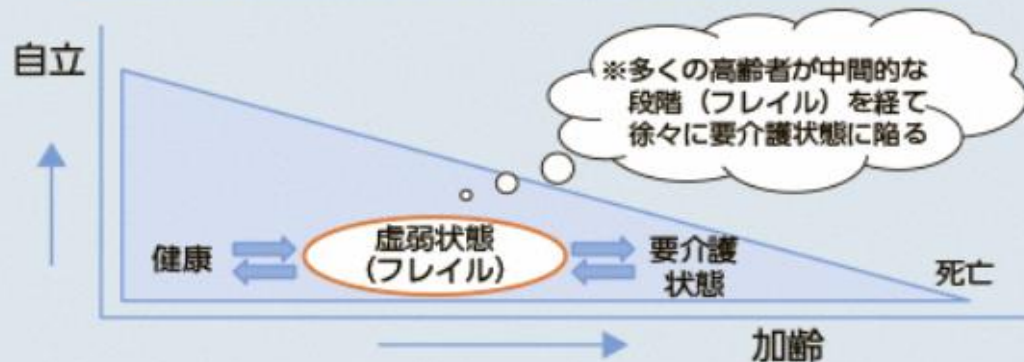 自立
※多くの高齢者が中間的な
段階（フレイル）を経て
徐々に要介護状態に陥る
健康
虚弱状態
（フレイル）
要介護
状態
死亡
加齢